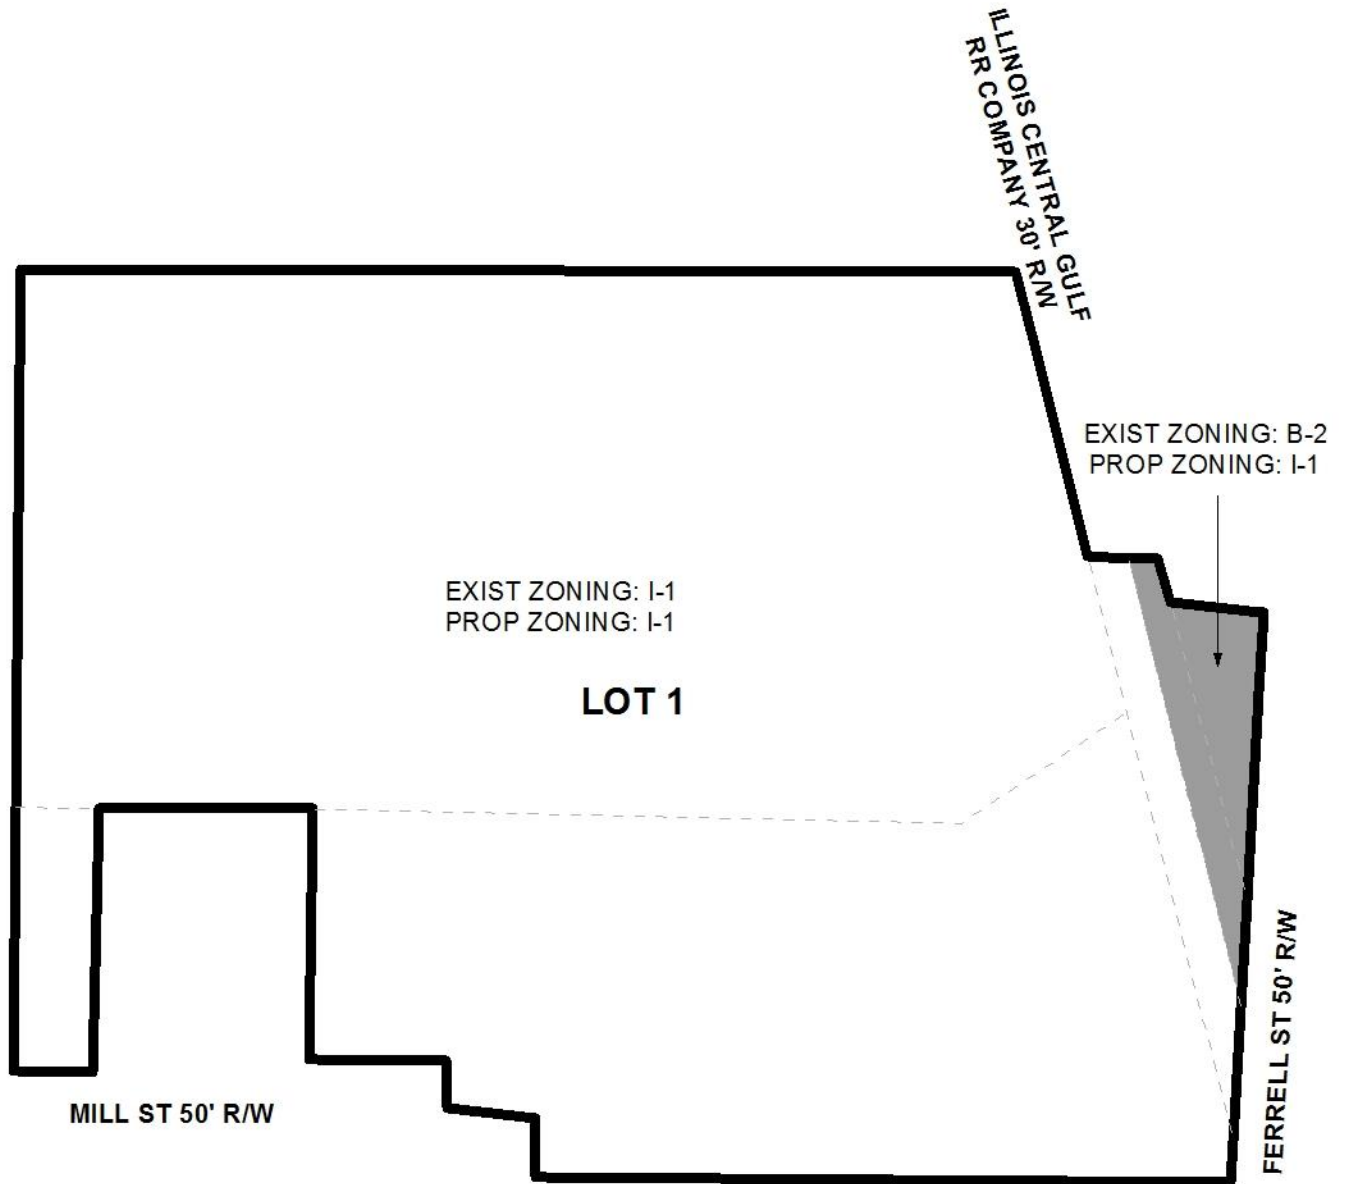 ILLINOIS CENTRAL GULF
RR COMPANY 30' R/W
EXIST ZONING: B-2
PROP ZONING: I-1
EXIST ZONING: I-1
PROP ZONING: I-1
LOT 1
FERRELL ST 50' R/W
MILL ST 50' R/W